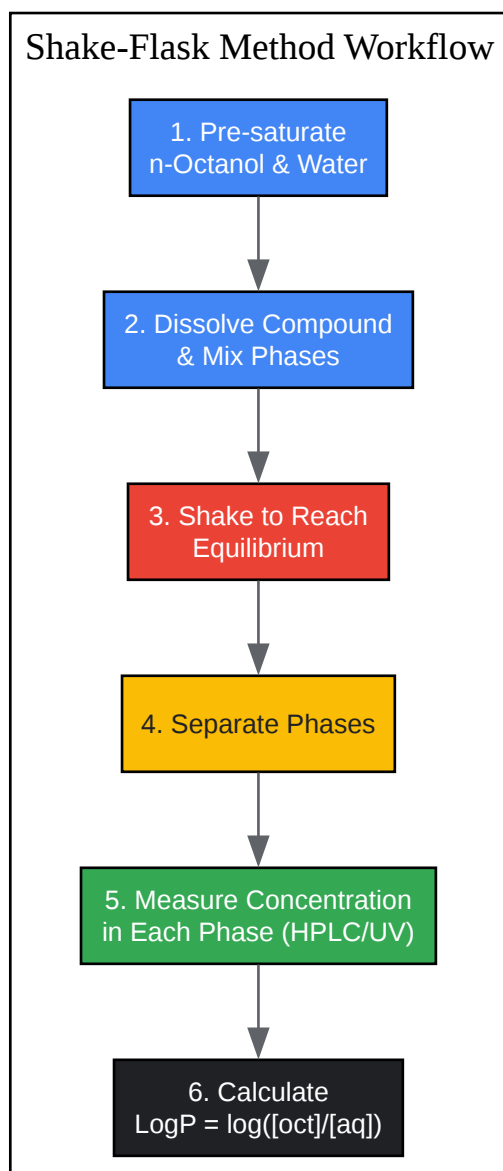 Shake-Flask Method Workflow
1. Pre-saturate
n-Octanol & Water
2. Dissolve Compound
& Mix Phases
3. Shake to Reach
Equilibrium
4. Separate Phases
5. Measure Concentration
in Each Phase (HPLC/UV)
6. Calculate
LogP = log([oct]/[aq])